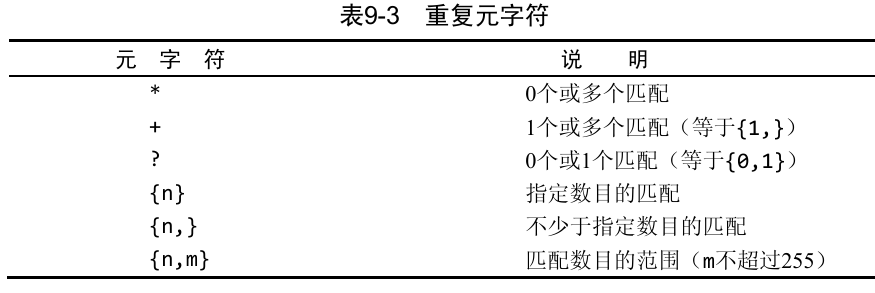 表9-3 重复元字符
元 字 符 说 明
* 0个或多个匹配
+ 1个或多个匹配（等于{1,}）
? 0个或1个匹配（等于{0,1}）
{n} 指定数目的匹配
{n,} 不少于指定数目的匹配
{n,m} 匹配数目的范围（m不超过255）